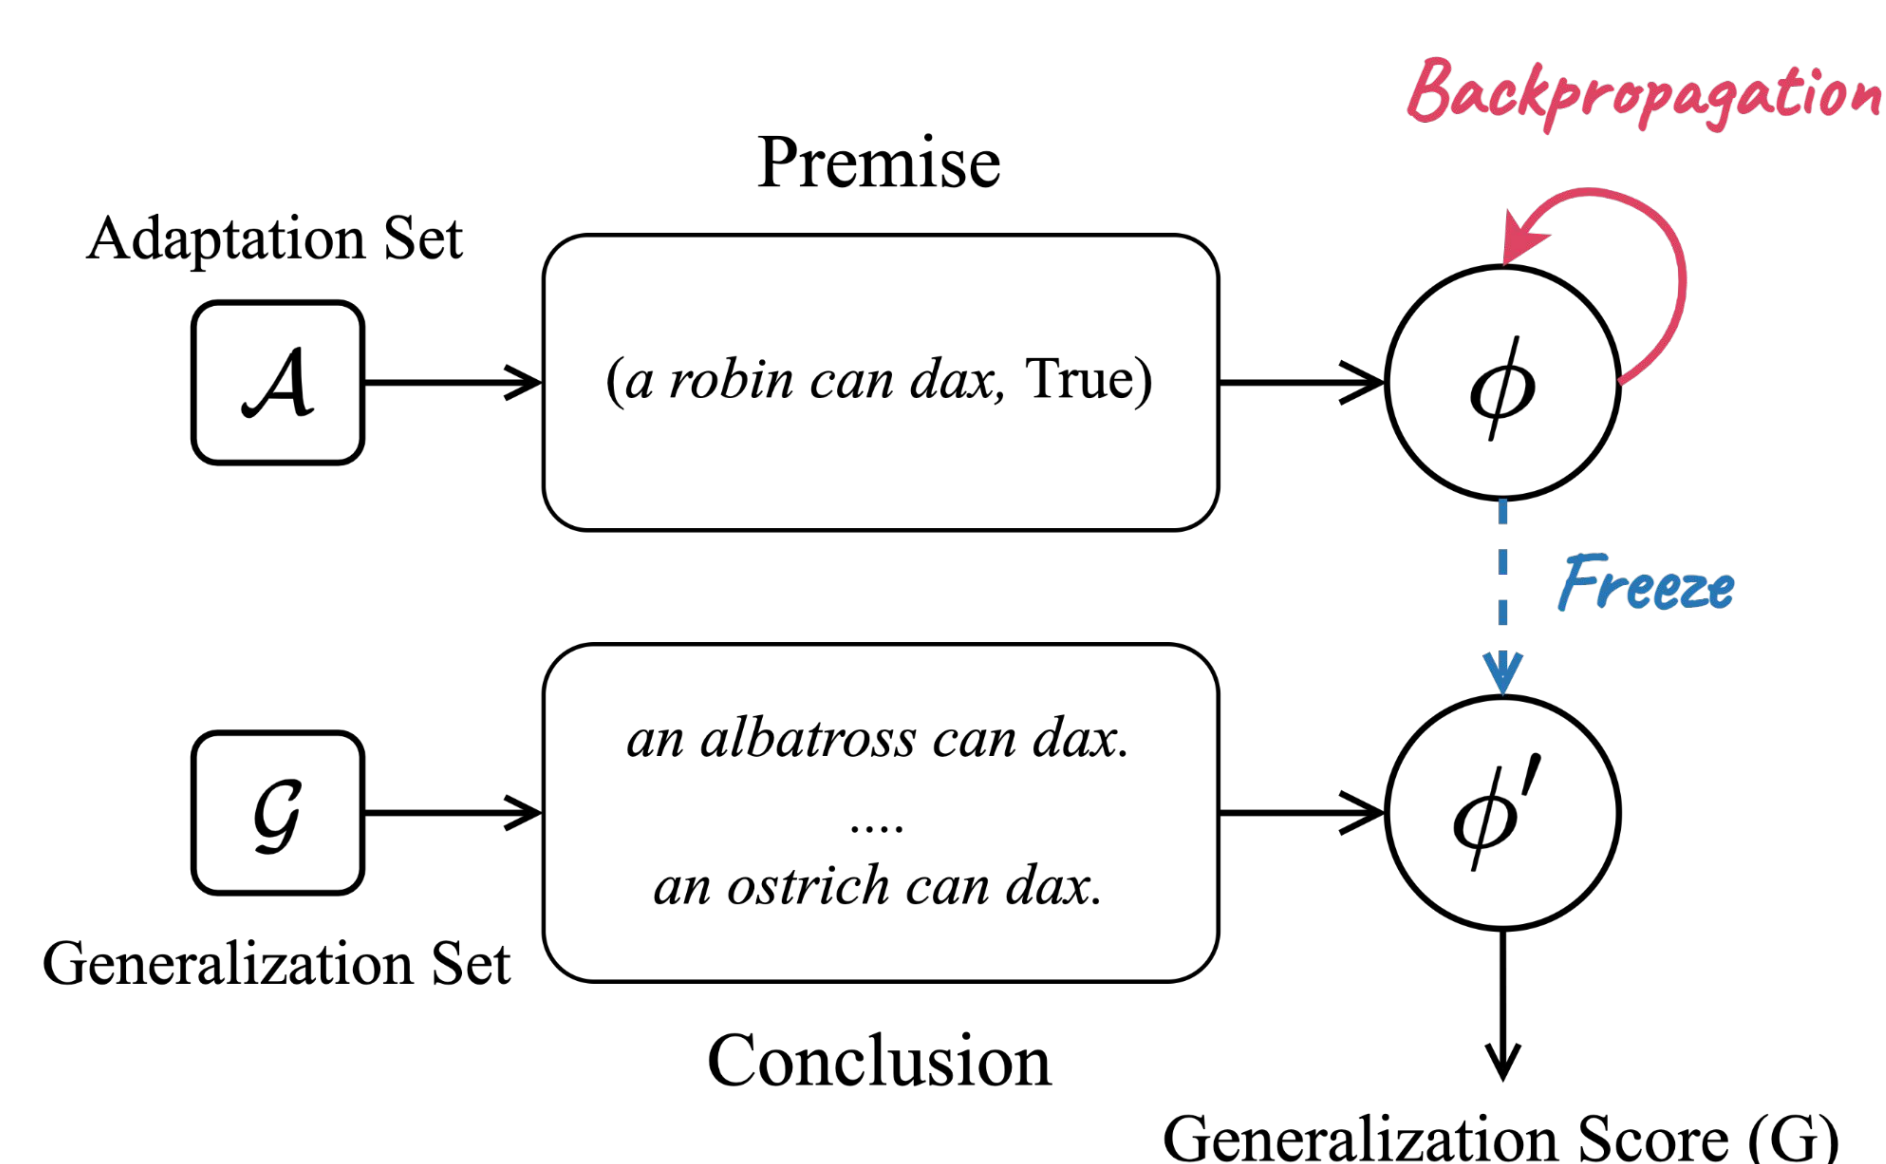 Backpropagation
Premise
Adaptation Set
𝒜
(a robin can dax, True)
ϕ
Freeze
an albatross can dax.
....
an ostrich can dax.
𝒢
ϕ′
Generalization Set
Conclusion
Generalization Score (G)